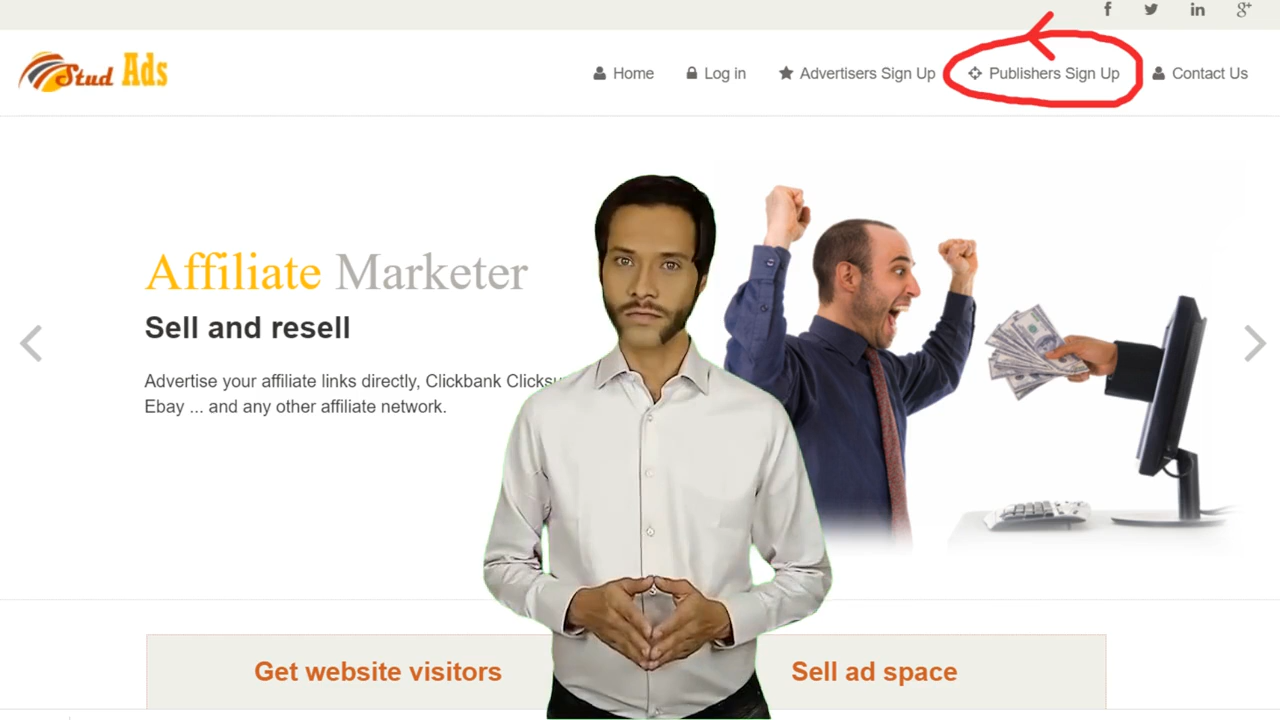 Stud Ads
Home Log in Advertisers Sign Up Publishers Sign Up Contact Us
Affiliate Marketer
Sell and resell
Advertise your affiliate links directly, Clickbank
Ebay ... and any other affiliate network.
Get website visitors
Sell ad space